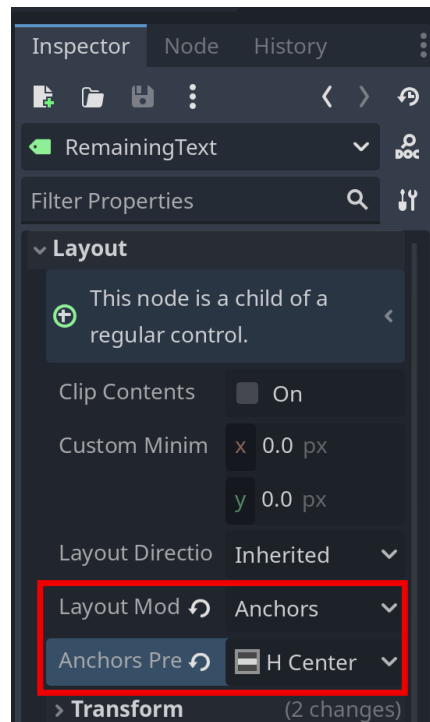 Inspector Node History
RemainingText
DOC
Filter Properties
Layout
This node is a child of a
regular control.
Clip Contents On
Custom Minim x 0.0 px
y 0.0 px
Layout Directio Inherited
Layout Mod Anchors
Anchors Pre H Center
Transform (2 changes)